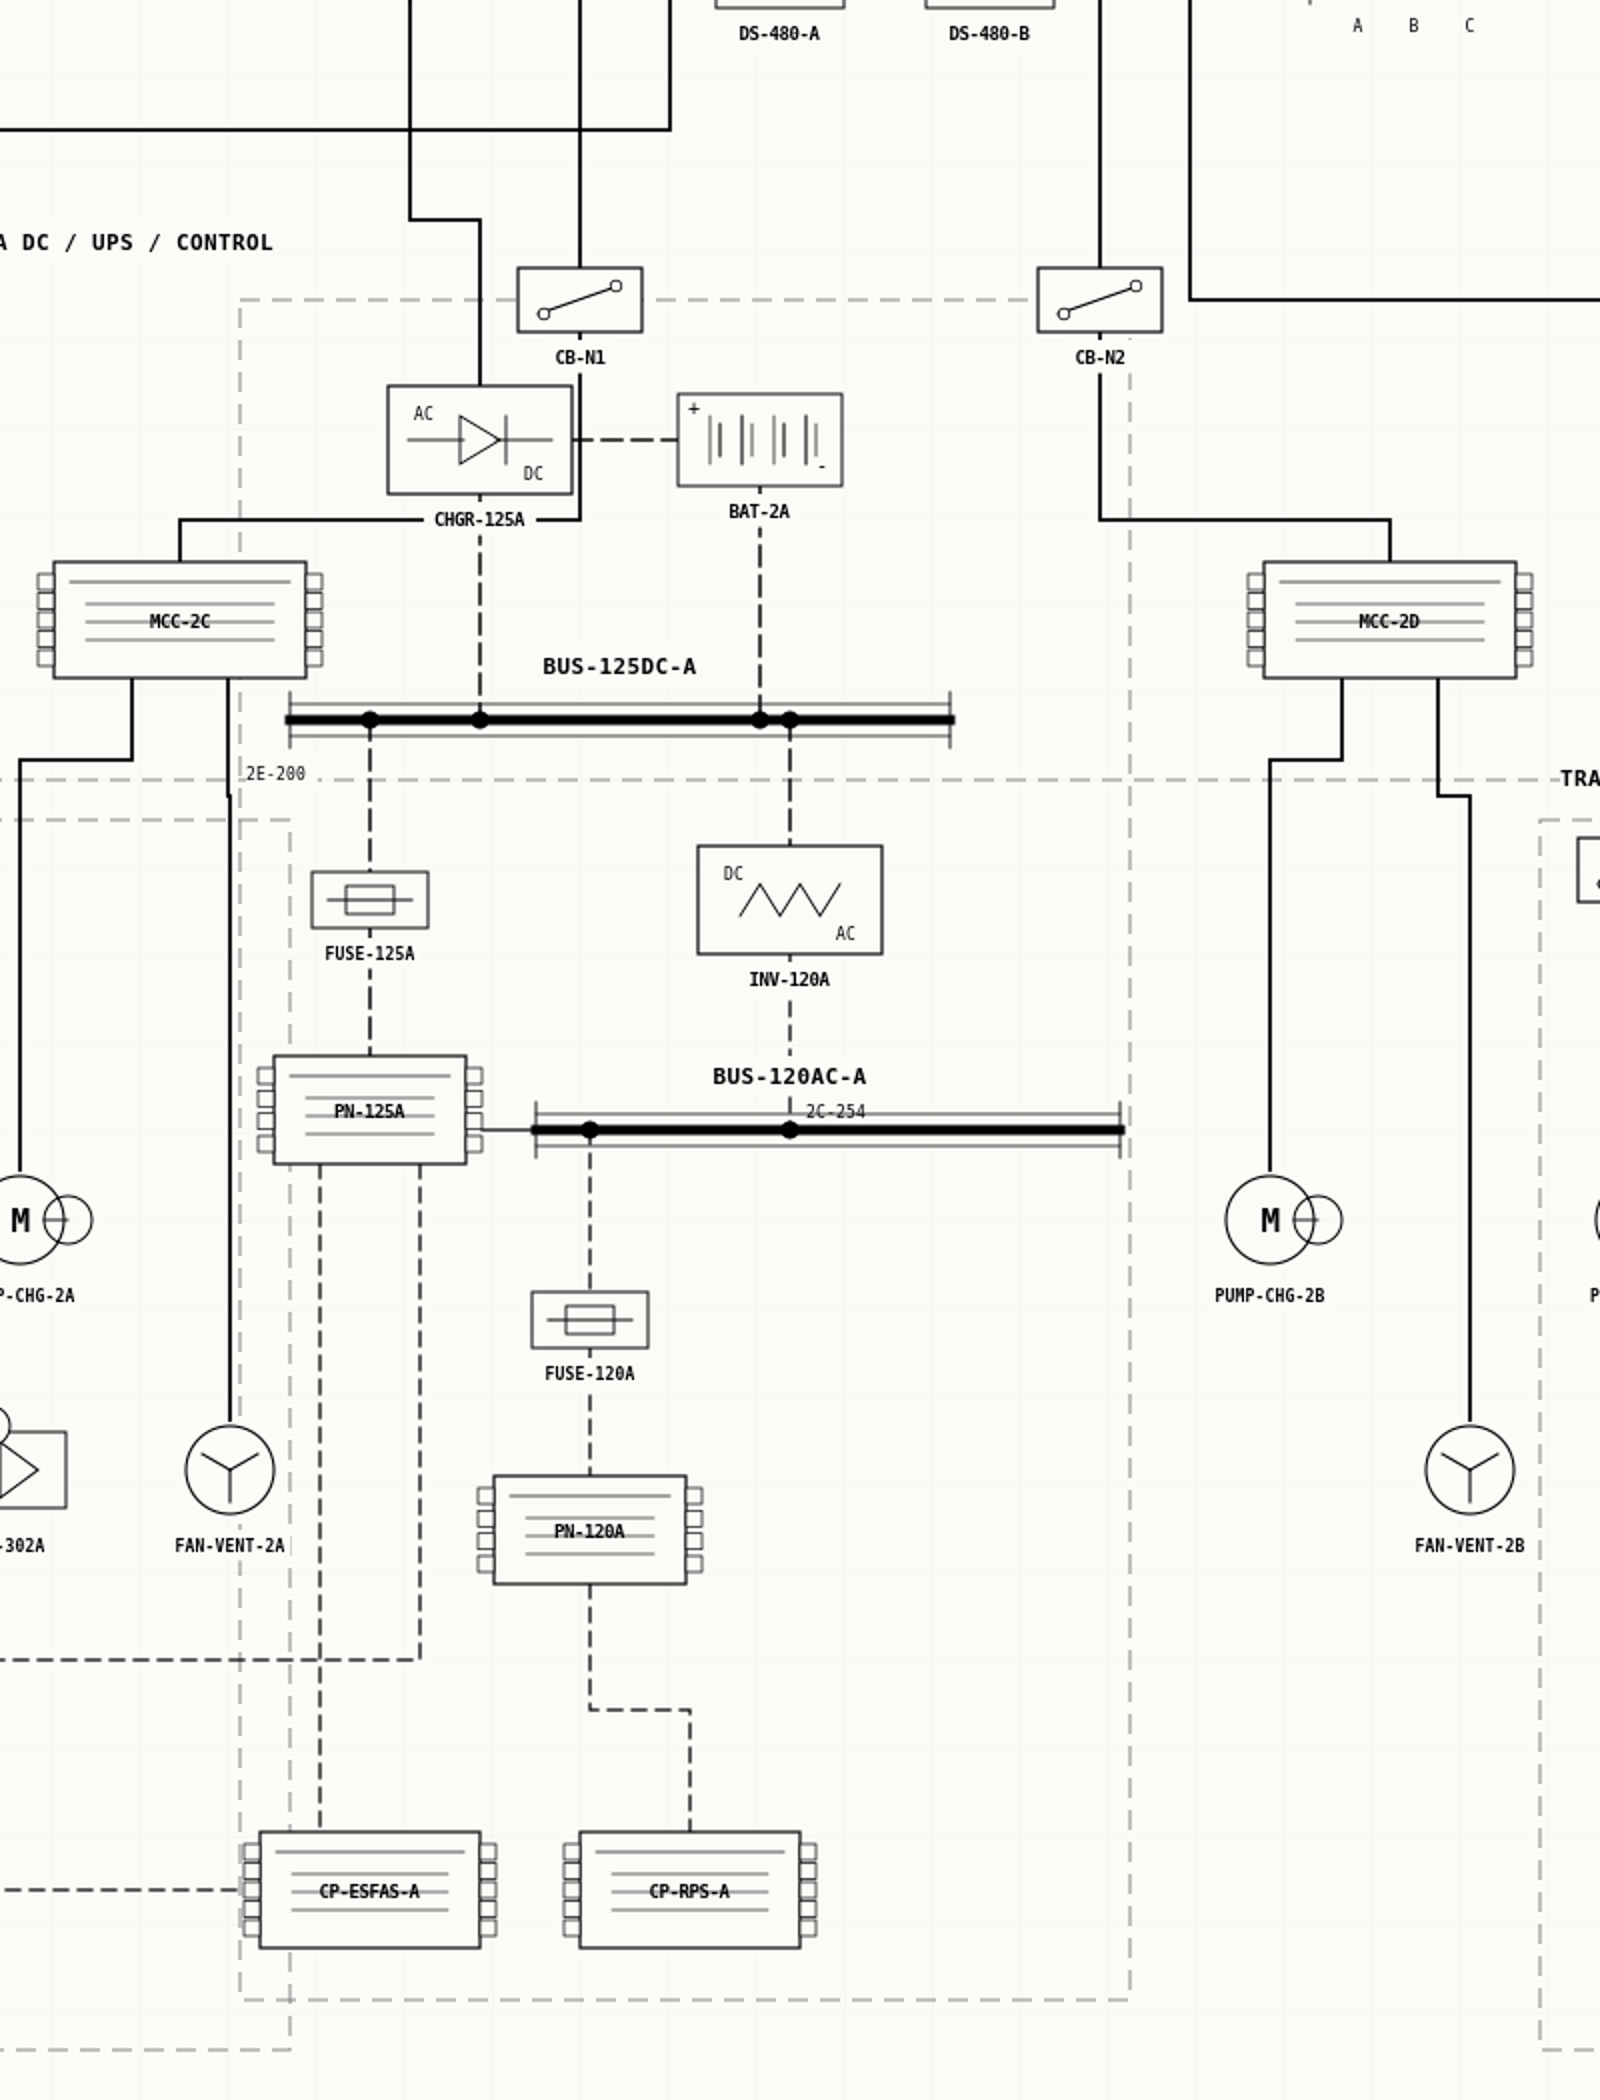 DS-480-A
DS-480-B
A B C
A DC / UPS / CONTROL
CB-N1
CB-N2
AC
DC
+
-
CHGR-125A
BAT-2A
MCC-2C
MCC-2D
BUS-125DC-A
2E-200
TRA
DC
AC
FUSE-125A
INV-120A
BUS-120AC-A
PN-125A
2C-254
M
M
P-CHG-2A
PUMP-CHG-2B
P
FUSE-120A
PN-120A
-302A
FAN-VENT-2A
FAN-VENT-2B
CP-ESFAS-A
CP-RPS-A